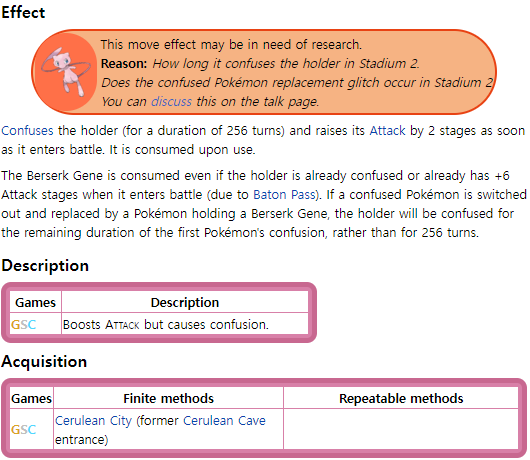 Effect
This move effect may be in need of research.
Reason: How long it confuses the holder in Stadium 2.
Does the confused Pokémon replacement glitch occur in Stadium 2
You can discuss this on the talk page.
Confuses the holder (for a duration of 256 turns) and raises its Attack by 2 stages as soon
as it enters battle. It is consumed upon use.
The Berserk Gene is consumed even if the holder is already confused or already has +6
Attack stages when it enters battle (due to Baton Pass). If a confused Pokémon is switched
out and replaced by a Pokémon holding a Berserk Gene, the holder will be confused for
the remaining duration of the first Pokémon's confusion, rather than for 256 turns.
Description
Games Description
GSC Boosts ATTACK but causes confusion.
Acquisition
Games Finite methods Repeatable methods
GSC Cerulean City (former Cerulean Cave
entrance)